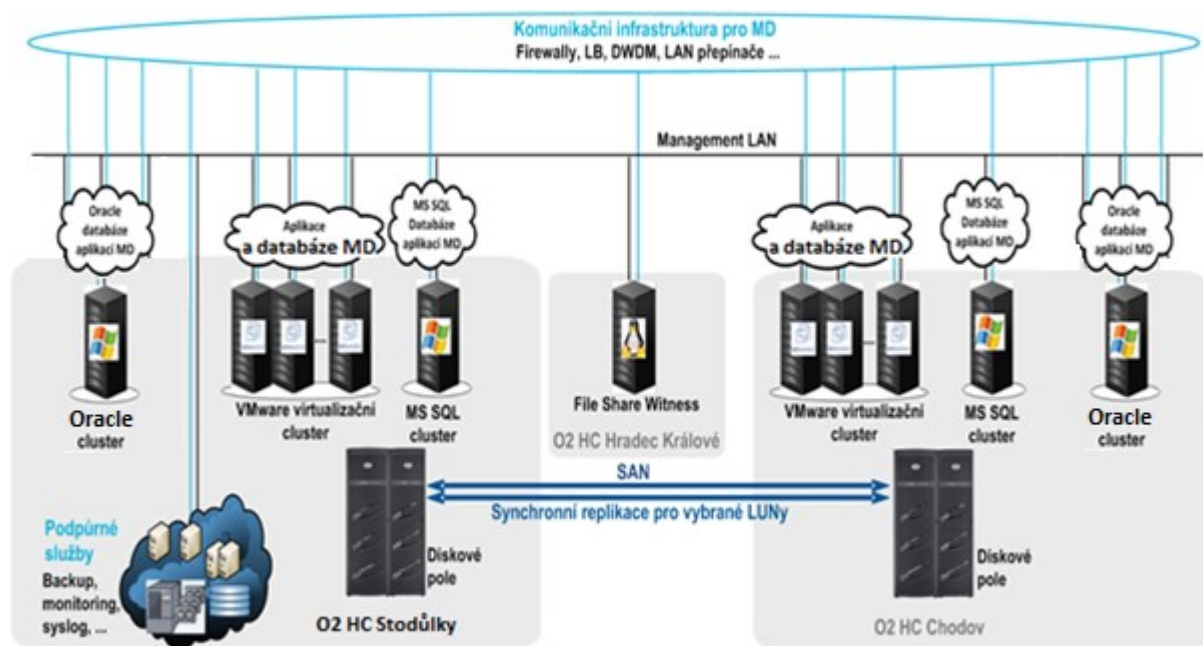 Komunikační infrastruktura pro MD
Firewally, LB, DWDM, LAN přepínače ...
Management LAN
Oracle
databáze
aplikací MD
Aplikace
a databáze MD
MS SQL
Databáze
aplikací MD
Aplikace
a databáze MD
MS SQL
Databáze
aplikací MD
Oracle
databáze
aplikací MD
Oracle
cluster
VMware virtualizační
cluster
MS SQL
cluster
File Share Witness
O2 HC Hradec Králové
VMware virtualizační
cluster
MS SQL
cluster
Oracle
cluster
SAN
Synchronní replikace pro vybrané LUNy
Podpůrné
služby
Backup,
monitoring,
syslog, ...
Diskové
pole
O2 HC Stodůlky
Diskové
pole
O2 HC Chodov